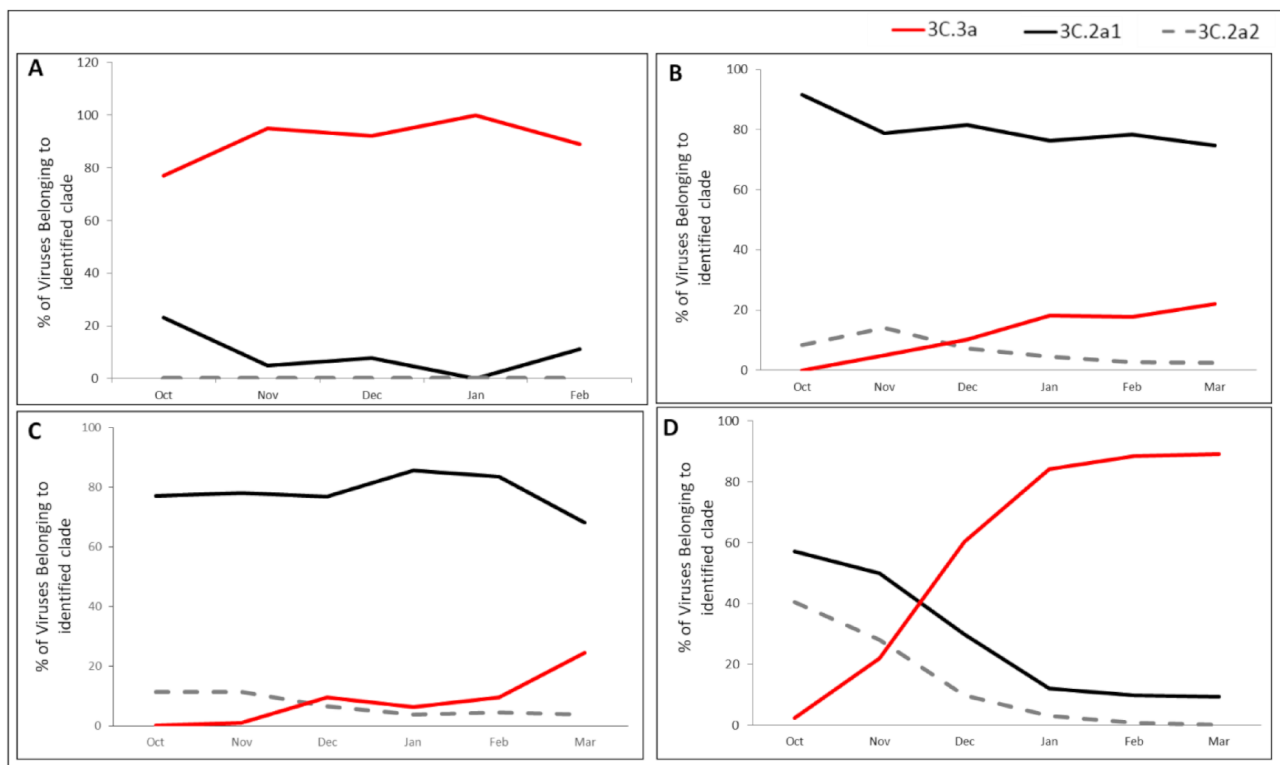 3C.3a 3C.2a1 3C.2a2
A
% of Viruses Belonging to
identified clade
120
100
80
60
40
20
0
Oct Nov Dec Jan Feb
B
% of Viruses Belonging to
identified clade
100
80
60
40
20
0
Oct Nov Dec Jan Feb Mar
C
% of Viruses Belonging to
identified clade
100
80
60
40
20
0
Oct Nov Dec Jan Feb Mar
D
% of Viruses Belonging to
identified clade
100
80
60
40
20
0
Oct Nov Dec Jan Feb Mar